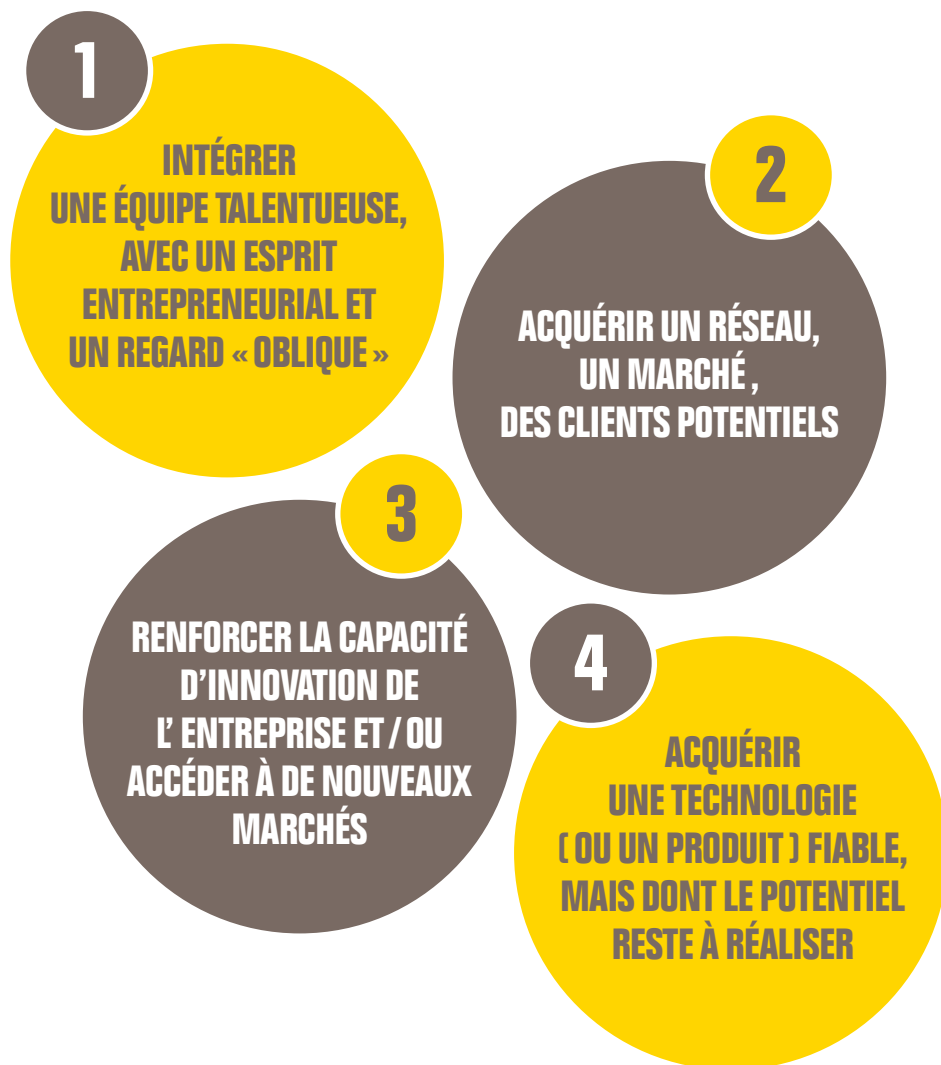 1
INTÉGRER
UNE ÉQUIPE TALENTUEUSE,
AVEC UN ESPRIT
ENTREPRENEURIAL ET
UN REGARD « OBLIQUE »
2
ACQUÉRIR UN RÉSEAU,
UN MARCHÉ ,
DES CLIENTS POTENTIELS
3
RENFORCER LA CAPACITÉ
D’INNOVATION DE
L’ ENTREPRISE ET / OU
ACCÉDER À DE NOUVEAUX
MARCHÉS
4
ACQUÉRIR
UNE TECHNOLOGIE
( OU UN PRODUIT ) FIABLE,
MAIS DONT LE POTENTIEL
RESTE À RÉALISER